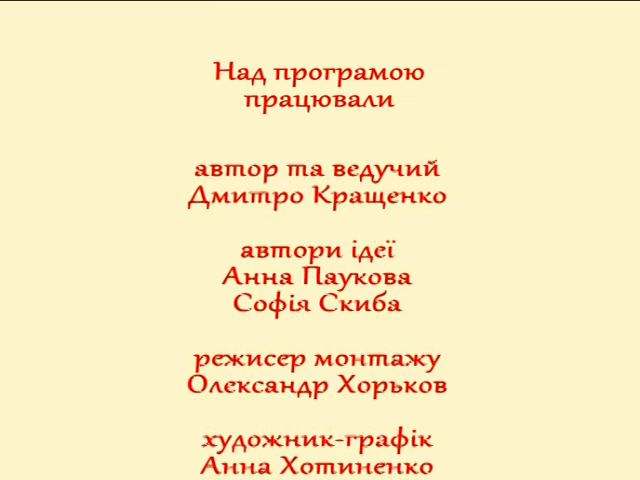 Над програмою
працювали
автор та ведучий
Дмитро Кращенко
автори ідеї
Анна Паукова
Софія Скиба
режисер монтажу
Олександр Хорьков
художник-графік
Анна Хотиненко